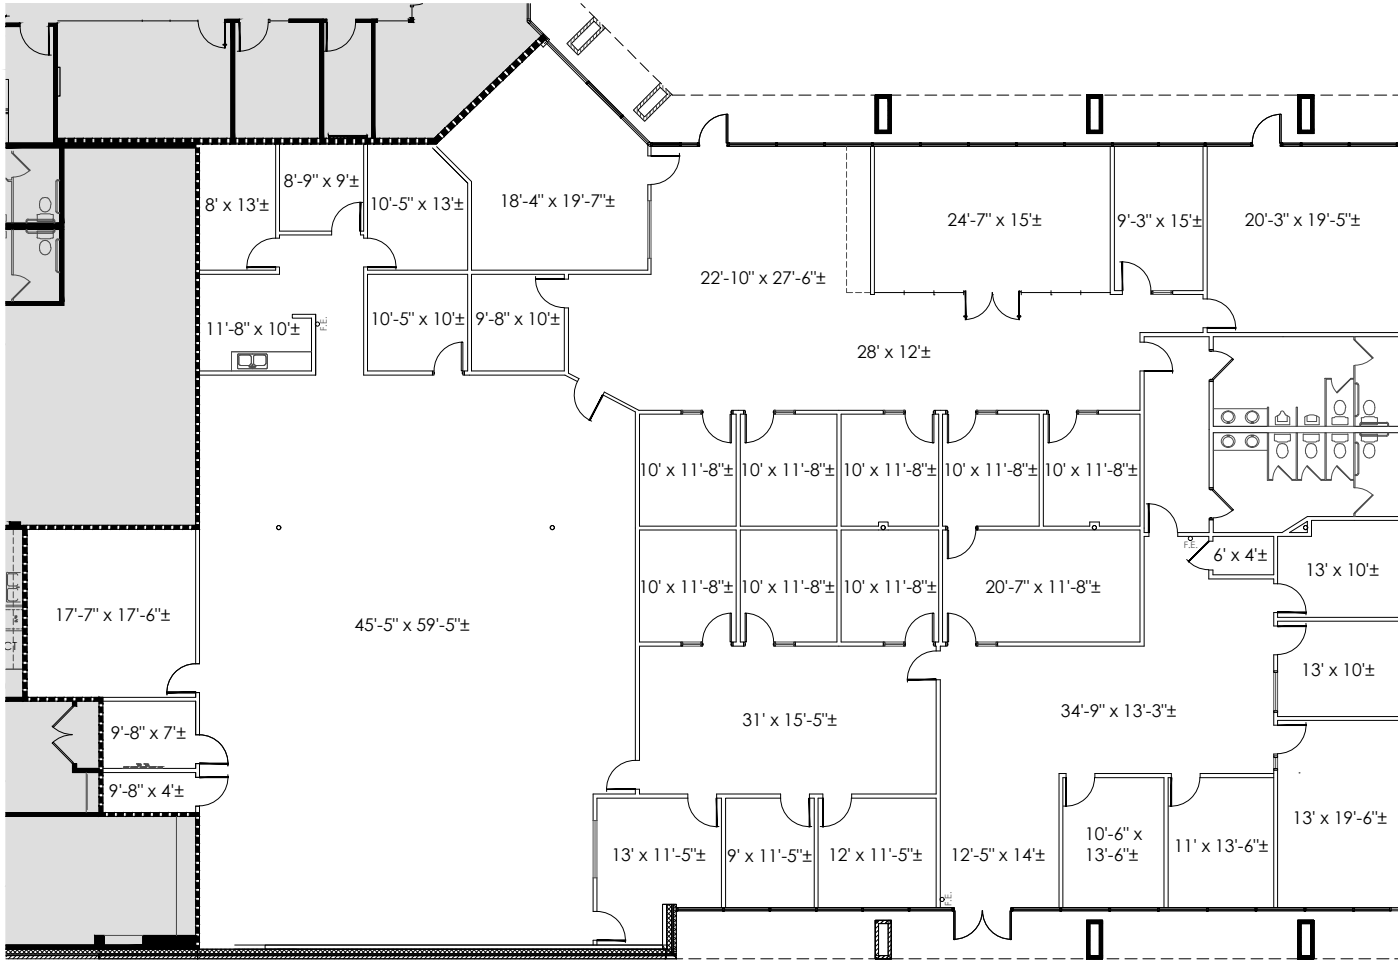 8' x 13'±
8'-9" x 9'±
10'-5" x 13'±
18'-4" x 19'-7"±
24'-7" x 15'±
9'-3" x 15'±
20'-3" x 19'-5"±
22'-10" x 27'-6"±
11'-8" x 10'±
F.E.
10'-5" x 10'±
9'-8" x 10'±
28' x 12'±
10' x 11'-8"±
10' x 11'-8"±
10' x 11'-8"±
10' x 11'-8"±
10' x 11'-8"±
F.E.
6' x 4'±
13' x 10'±
10' x 11'-8"±
10' x 11'-8"±
10' x 11'-8"±
20'-7" x 11'-8"±
17'-7" x 17'-6"±
45'-5" x 59'-5"±
13' x 10'±
31' x 15'-5"±
34'-9" x 13'-3"±
9'-8" x 7'±
9'-8" x 4'±
13' x 19'-6"±
13' x 11'-5"±
9' x 11'-5"±
12' x 11'-5"±
12'-5" x 14'±
10'-6" x
13'-6"±
11' x 13'-6"±
F.E.